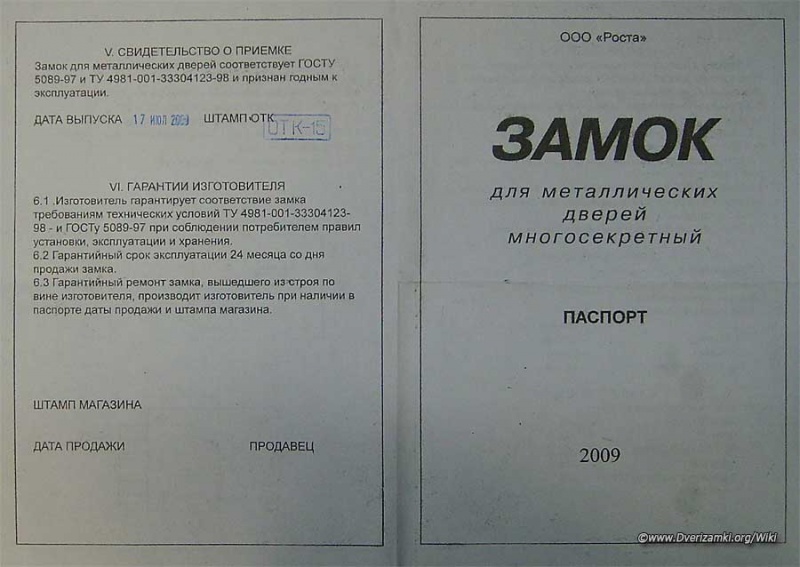 V. СВИДЕТЕЛЬСТВО О ПРИЕМКЕ
Замок для металлических дверей соответствует ГОСТУ
5089-97 и ТУ 4981-001-33304123-98 и признан годным к
эксплуатации.
ДАТА ВЫПУСКА 17 ИЮЛ 2009 ШТАМП ОТК
ОТК-15
VI. ГАРАНТИИ ИЗГОТОВИТЕЛЯ
6.1 .Изготовитель гарантирует соответствие замка
требованиям технических условий ТУ 4981-001-33304123-
98 - и ГОСТу 5089-97 при соблюдении потребителем правил
установки, эксплуатации и хранения.
6.2 Гарантийный срок эксплуатации 24 месяца со дня
продажи замка.
6.3 Гарантийный ремонт замка, вышедшего из строя по
вине изготовителя, производит изготовитель при наличии в
паспорте даты продажи и штампа магазина.
ШТАМП МАГАЗИНА
ДАТА ПРОДАЖИ ПРОДАВЕЦ
ООО «Роста»
ЗАМОК
для металлических
дверей
многосекретный
ПАСПОРТ
2009
©www.Dverizamki.org/Wiki